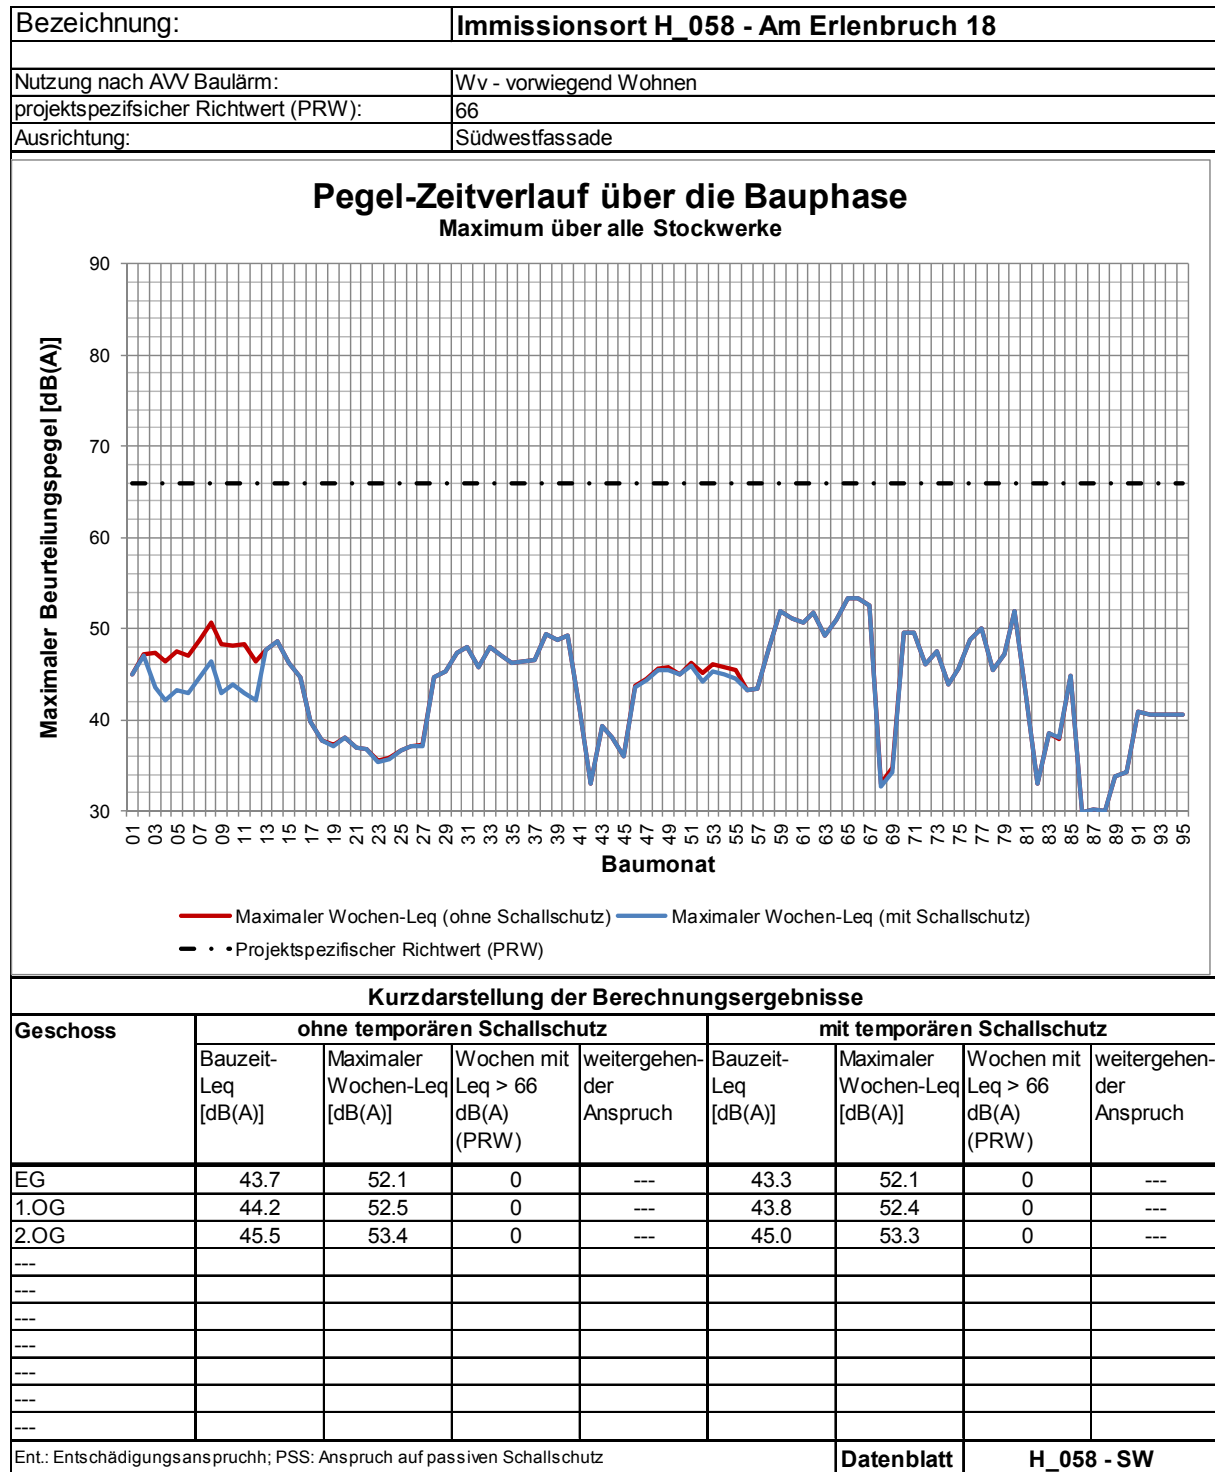 Bezeichnung: Immissionsort H_058 - Am Erlenbruch 18
Nutzung nach AVV Baulärm: Wv - vorwiegend Wohnen
projektspezifsicher Richtwert (PRW): 66
Ausrichtung: Südwestfassade
Pegel-Zeitverlauf über die Bauphase
Maximum über alle Stockwerke
Maximaler Beurteilungspegel [dB(A)]
90
80
70
60
50
40
30
01 03 05 07 09 11 13 15 17 19 21 23 25 27 29 31 33 35 37 39 41 43 45 47 49 51 53 55 57 59 61 63 65 67 69 71 73 75 77 79 81 83 85 87 89 91 93 95
Baumonat
Maximaler Wochen-Leq (ohne Schallschutz) Maximaler Wochen-Leq (mit Schallschutz)
Projektspezifischer Richtwert (PRW)
Kurzdarstellung der Berechnungsergebnisse
Geschoss ohne temporären Schallschutz mit temporären Schallschutz
Bauzeit- Maximaler Wochen mit weitergehen- Bauzeit- Maximaler Wochen mit weitergehen-
Leq Wochen-Leq Leq > 66 der Leq Wochen-Leq Leq > 66 der
[dB(A)] [dB(A)] dB(A) Anspruch [dB(A)] [dB(A)] dB(A) Anspruch
(PRW) (PRW)
EG 43.7 52.1 0 --- 43.3 52.1 0 ---
1.OG 44.2 52.5 0 --- 43.8 52.4 0 ---
2.OG 45.5 53.4 0 --- 45.0 53.3 0 ---
---
---
---
---
---
---
---
Ent.: Entschädigungsanspruchh; PSS: Anspruch auf passiven Schallschutz Datenblatt H_058 - SW